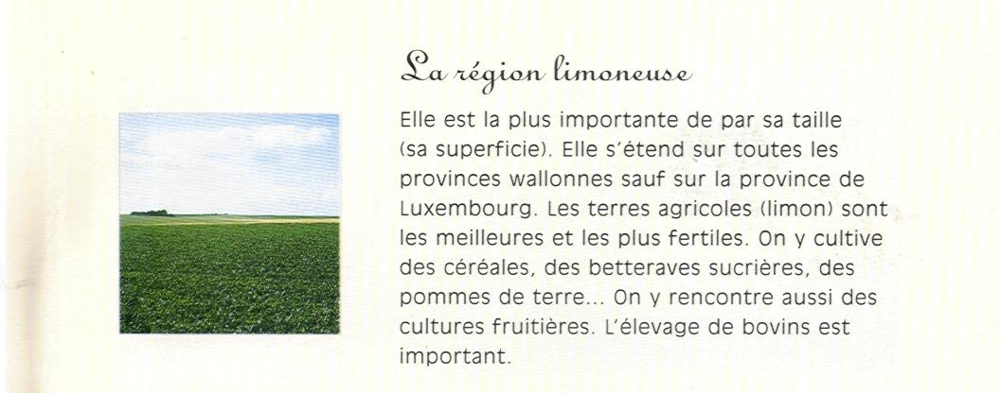 La région limoneuse
Elle est la plus importante de par sa taille
(sa superficie). Elle s'étend sur toutes les
provinces wallonnes sauf sur la province de
Luxembourg. Les terres agricoles (limon) sont
les meilleures et les plus fertiles. On y cultive
des céréales, des betteraves sucrières, des
pommes de terre... On y rencontre aussi des
cultures fruitières. L'élevage de bovins est
important.